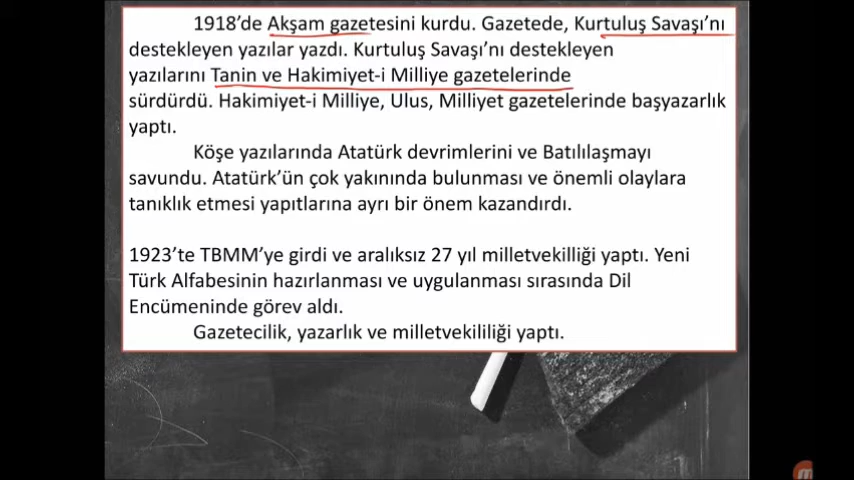 1918’de Akşam gazetesini kurdu. Gazetede, Kurtuluş Savaşı’nı
destekleyen yazılar yazdı. Kurtuluş Savaşı’nı destekleyen
yazılarını Tanin ve Hakimiyet-i Milliye gazetelerinde
sürdürdü. Hakimiyet-i Milliye, Ulus, Milliyet gazetelerinde başyazarlık
yaptı.
Köşe yazılarında Atatürk devrimlerini ve Batılılaşmayı
savundu. Atatürk’ün çok yakınında bulunması ve önemli olaylara
tanıklık etmesi yapıtlarına ayrı bir önem kazandırdı.
1923’te TBMM’ye girdi ve aralıksız 27 yıl milletvekilliği yaptı. Yeni
Türk Alfabesinin hazırlanması ve uygulanması sırasında Dil
Encümeninde görev aldı.
Gazetecilik, yazarlık ve milletvekililiği yaptı.